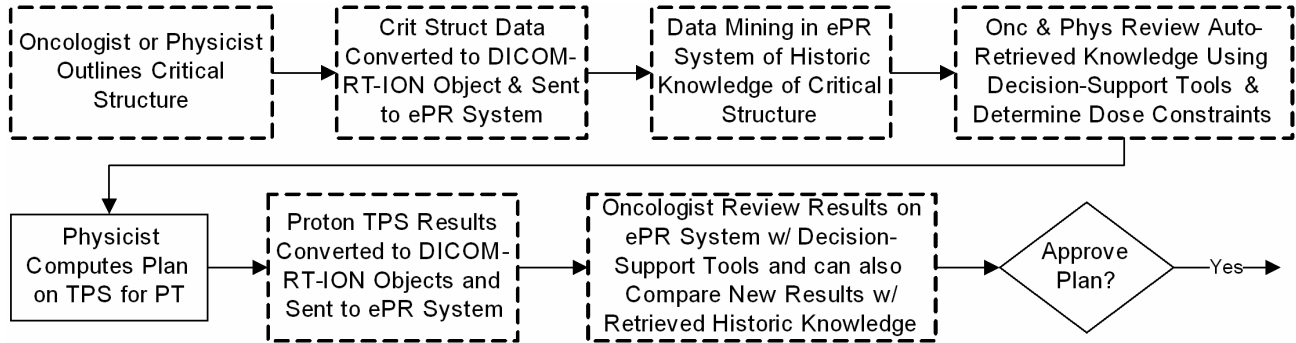 Oncologist or Physicist
Outlines Critical
Structure
Crit Struct Data
Converted to DICOM-
RT-ION Object & Sent
to ePR System
Data Mining in ePR
System of Historic
Knowledge of Critical
Structure
Onc & Phys Review Auto-
Retrieved Knowledge Using
Decision-Support Tools &
Determine Dose Constraints
Physicist
Computes Plan
on TPS for PT
Proton TPS Results
Converted to DICOM-
RT-ION Objects and
Sent to ePR System
Oncologist Review Results on
ePR System w/ Decision-
Support Tools and can also
Compare New Results w/
Retrieved Historic Knowledge
Approve
Plan?
Yes